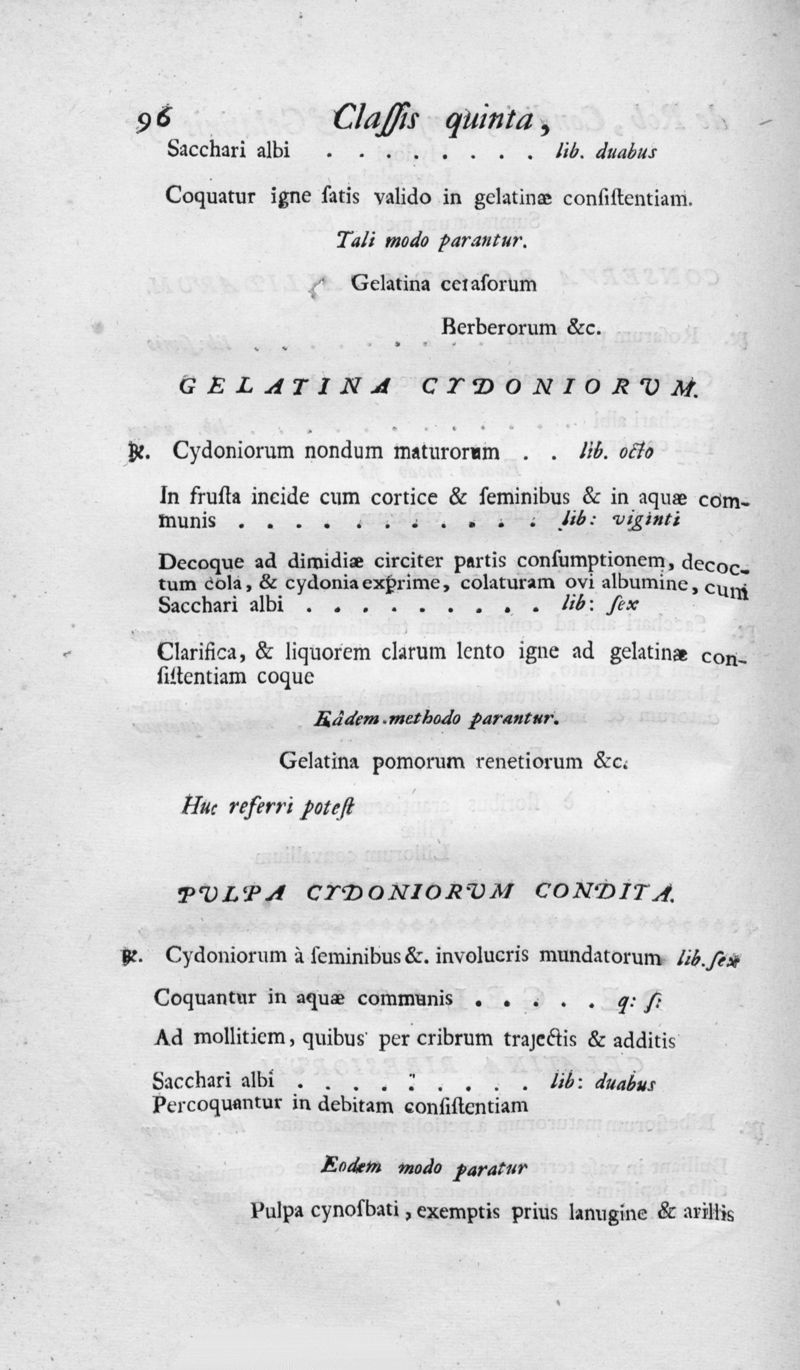 96 Claſſis quinta,
Sacchari albi . . . . . . . . lib. duabus
Coquatur igne ſatis valido in gelatinæ conſiſtentiam.
Tali modo parantur.
Gelatina ceraſorum
Berberorum &c.
GELATINA CYDONIORVM.
℞. Cydoniorum nondum maturorum . . lib. octo
In fruſta incide cum cortice & ſeminibus & in aquæ com-
munis . . . . . . . . . . . lib: viginti
Decoque ad dimidiæ circiter partis conſumptionem, decoc-
tum cola, & cydonia exprime, colaturam ovi albumine, cum
Sacchari albi . . . . . . . . . lib: ſex
Clarifica, & liquorem clarum lento igne ad gelatinæ con-
ſiſtentiam coque
Eâdem methodo parantur.
Gelatina pomorum renetiorum &c.
Huc referri poteſt
PVLPA CYDONIORVM CONDITA.
℞. Cydoniorum à ſeminibus &. involucris mundatorum lib. ſex
Coquantur in aquæ communis . . . . . q: ſ:
Ad mollitiem, quibus per cribrum trajectis & additis
Sacchari albi . . . . . . . . . lib: duabus
Percoquantur in debitam conſiſtentiam
Eodem modo paratur
Pulpa cynoſbati, exemptis prius lanugine & arillis